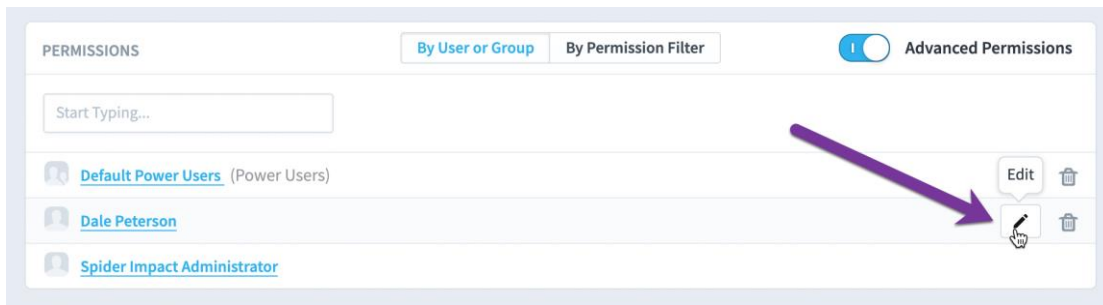 PERMISSIONS By User or Group By Permission Filter Advanced Permissions
Start Typing...
Default Power Users (Power Users) Edit
Dale Peterson
Spider Impact Administrator